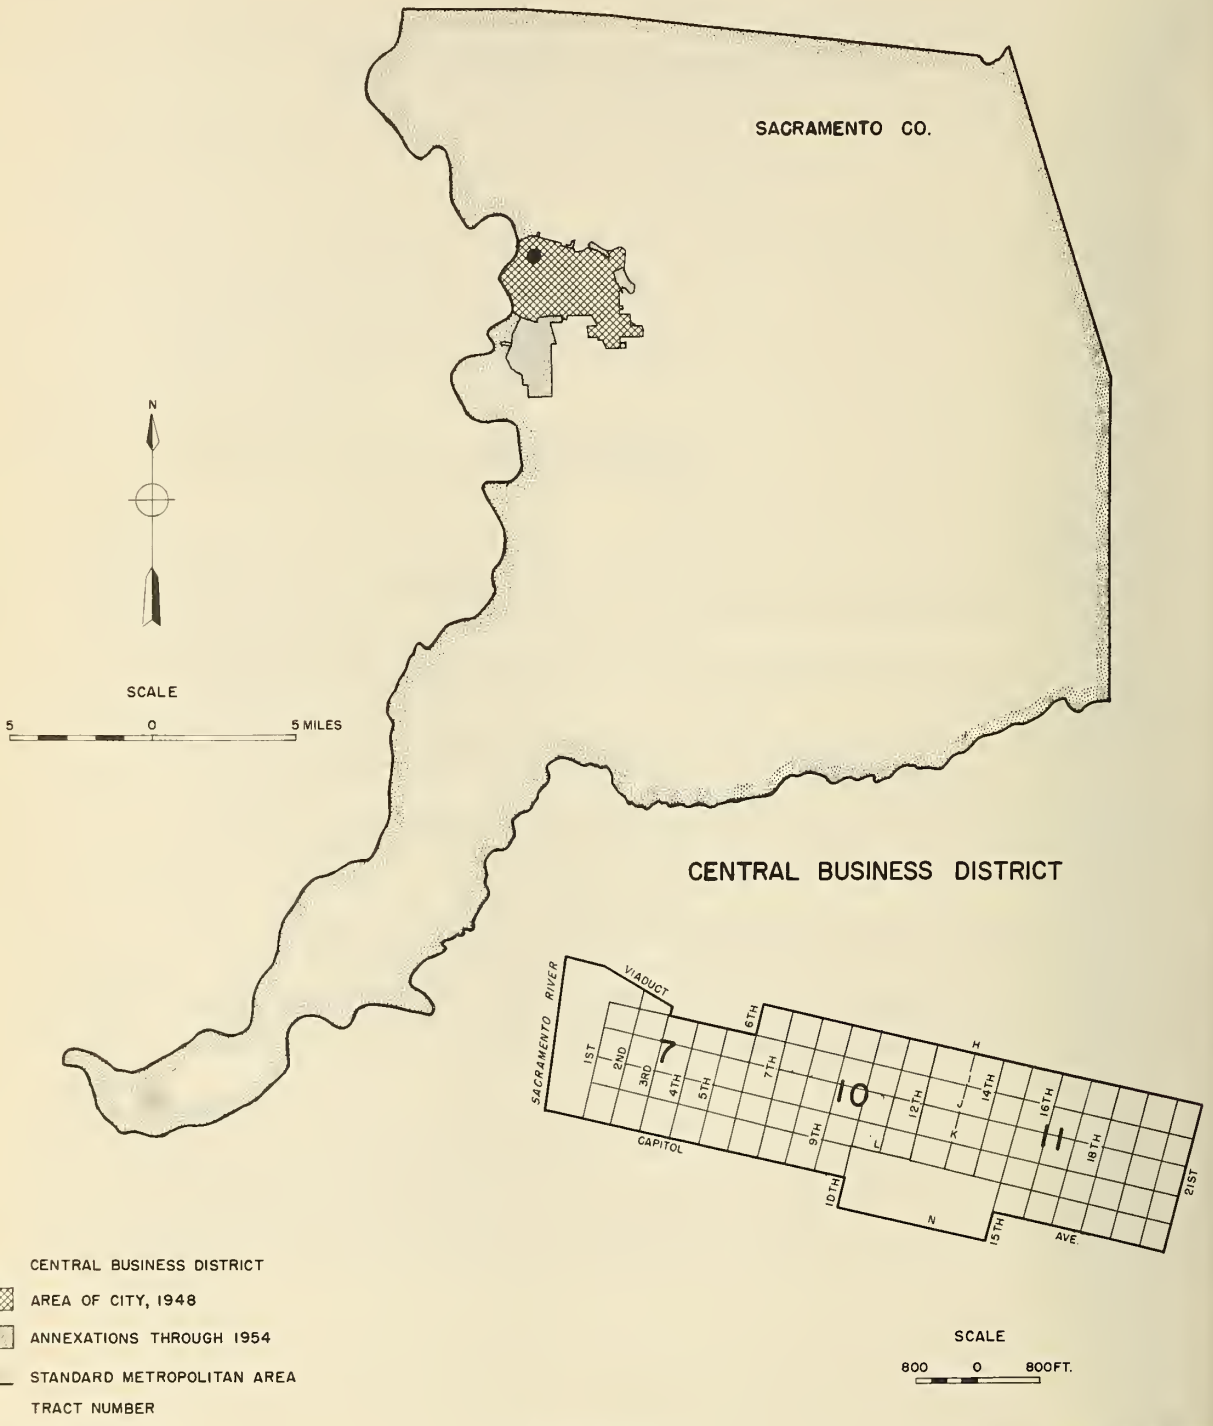 SACRAMENTO CO.
N
SCALE
5 0 5 MILES
CENTRAL BUSINESS DISTRICT
SACRAMENTO RIVER
VIADUCT
6TH
H
1ST
2ND
3RD
7
4TH
5TH
7TH
10
9TH
12TH
I
J
K
L
14TH
16TH
11
18TH
21ST
CAPITOL
10TH
N
15TH
AVE.
CENTRAL BUSINESS DISTRICT
AREA OF CITY, 1948
ANNEXATIONS THROUGH 1954
STANDARD METROPOLITAN AREA
TRACT NUMBER
SCALE
800 0 800FT.